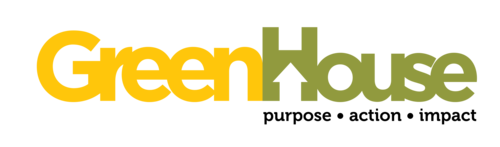 GreenHouse
purpose • action • impact